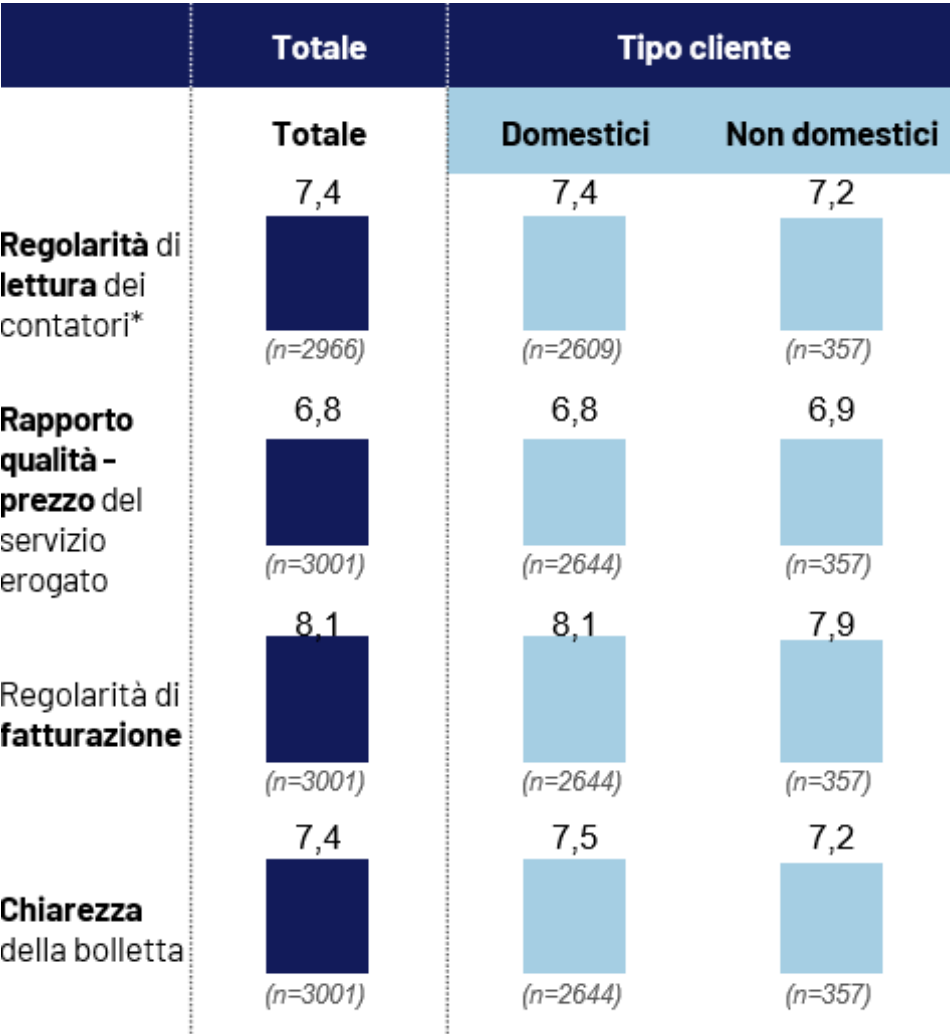 Totale Tipo cliente
Totale Domestici Non domestici
7,4 7,4 7,2
Regolarità di
lettura dei
contatori*
(n=2966) (n=2609) (n=357)
6,8 6,8 6,9
Rapporto
qualità -
prezzo del
servizio
erogato
(n=3001) (n=2644) (n=357)
8,1 8,1 7,9
Regolarità di
fatturazione
(n=3001) (n=2644) (n=357)
7,4 7,5 7,2
Chiarezza
della bolletta
(n=3001) (n=2644) (n=357)